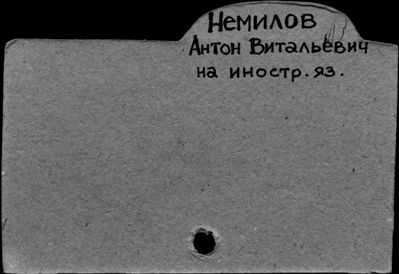 Немилов
Антон Витальевич
на иностр. яз.